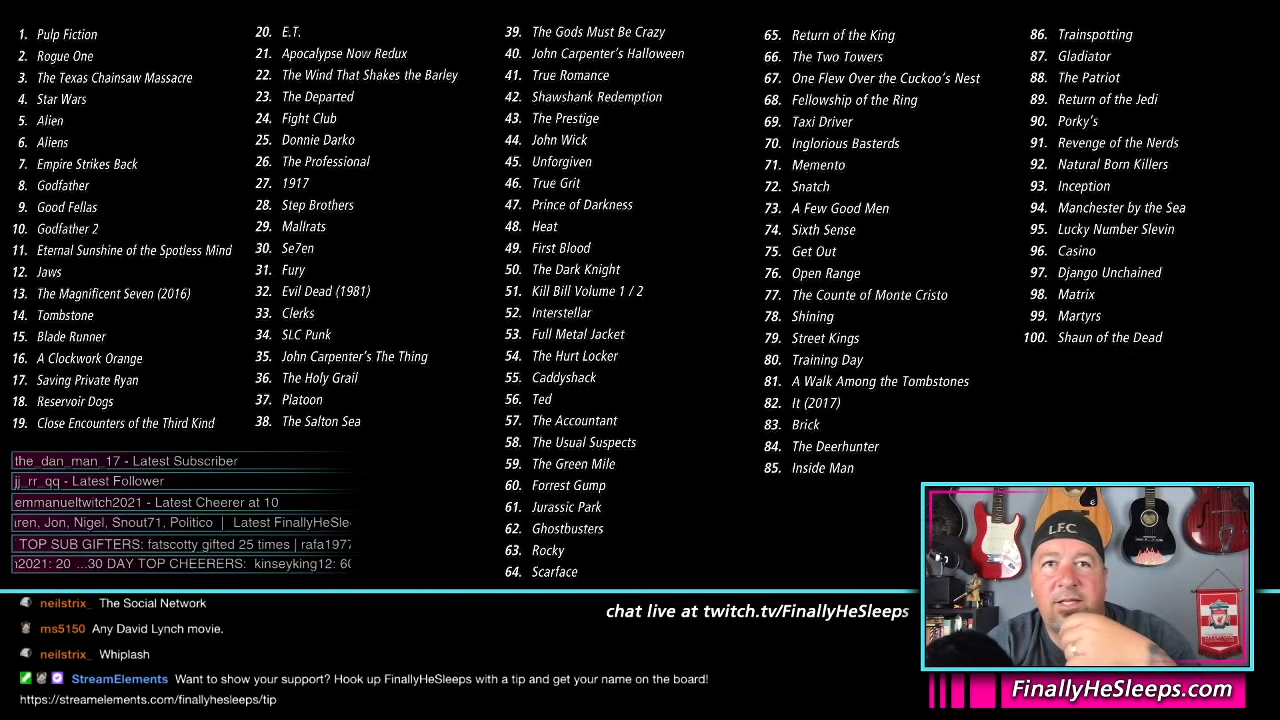 1. Pulp Fiction
2. Rogue One
3. The Texas Chainsaw Massacre
4. Star Wars
5. Alien
6. Aliens
7. Empire Strikes Back
8. Godfather
9. Good Fellas
10. Godfather 2
11. Eternal Sunshine of the Spotless Mind
12. Jaws
13. The Magnificent Seven (2016)
14. Tombstone
15. Blade Runner
16. A Clockwork Orange
17. Saving Private Ryan
18. Reservoir Dogs
19. Close Encounters of the Third Kind
20. E.T.
21. Apocalypse Now Redux
22. The Wind That Shakes the Barley
23. The Departed
24. Fight Club
25. Donnie Darko
26. The Professional
27. 1917
28. Step Brothers
29. Mallrats
30. Se7en
31. Fury
32. Evil Dead (1981)
33. Clerks
34. SLC Punk
35. John Carpenter's The Thing
36. The Holy Grail
37. Platoon
38. The Salton Sea
39. The Gods Must Be Crazy
40. John Carpenter's Halloween
41. True Romance
42. Shawshank Redemption
43. The Prestige
44. John Wick
45. Unforgiven
46. True Grit
47. Prince of Darkness
48. Heat
49. First Blood
50. The Dark Knight
51. Kill Bill Volume 1 / 2
52. Interstellar
53. Full Metal Jacket
54. The Hurt Locker
55. Caddyshack
56. Ted
57. The Accountant
58. The Usual Suspects
59. The Green Mile
60. Forrest Gump
61. Jurassic Park
62. Ghostbusters
63. Rocky
64. Scarface
65. Return of the King
66. The Two Towers
67. One Flew Over the Cuckoo's Nest
68. Fellowship of the Ring
69. Taxi Driver
70. Inglorious Basterds
71. Memento
72. Snatch
73. A Few Good Men
74. Sixth Sense
75. Get Out
76. Open Range
77. The Counte of Monte Cristo
78. Shining
79. Street Kings
80. Training Day
81. A Walk Among the Tombstones
82. It (2017)
83. Brick
84. The Deerhunter
85. Inside Man
86. Trainspotting
87. Gladiator
88. The Patriot
89. Return of the Jedi
90. Porky's
91. Revenge of the Nerds
92. Natural Born Killers
93. Inception
94. Manchester by the Sea
95. Lucky Number Slevin
96. Casino
97. Django Unchained
98. Matrix
99. Martyrs
100. Shaun of the Dead
the_dan_man_17 - Latest Subscriber
jj_rr_qq - Latest Follower
emmanueltwitch2021 - Latest Cheerer at 10
ren, Jon, Nigel, Snout71, Politico | Latest FinallyHeSle
TOP SUB GIFTERS: fatscotty gifted 25 times | rafa1977
2021: 20 ...30 DAY TOP CHEERERS: kinseyking12: 60
neilstrix_ The Social Network
ms5150 Any David Lynch movie.
neilstrix_ Whiplash
StreamElements Want to show your support? Hook up FinallyHeSleeps with a tip and get your name on the board!
https://streamelements.com/finallyhesleeps/tip
chat live at twitch.tv/FinallyHeSleeps
LFC
FinallyHeSleeps.com